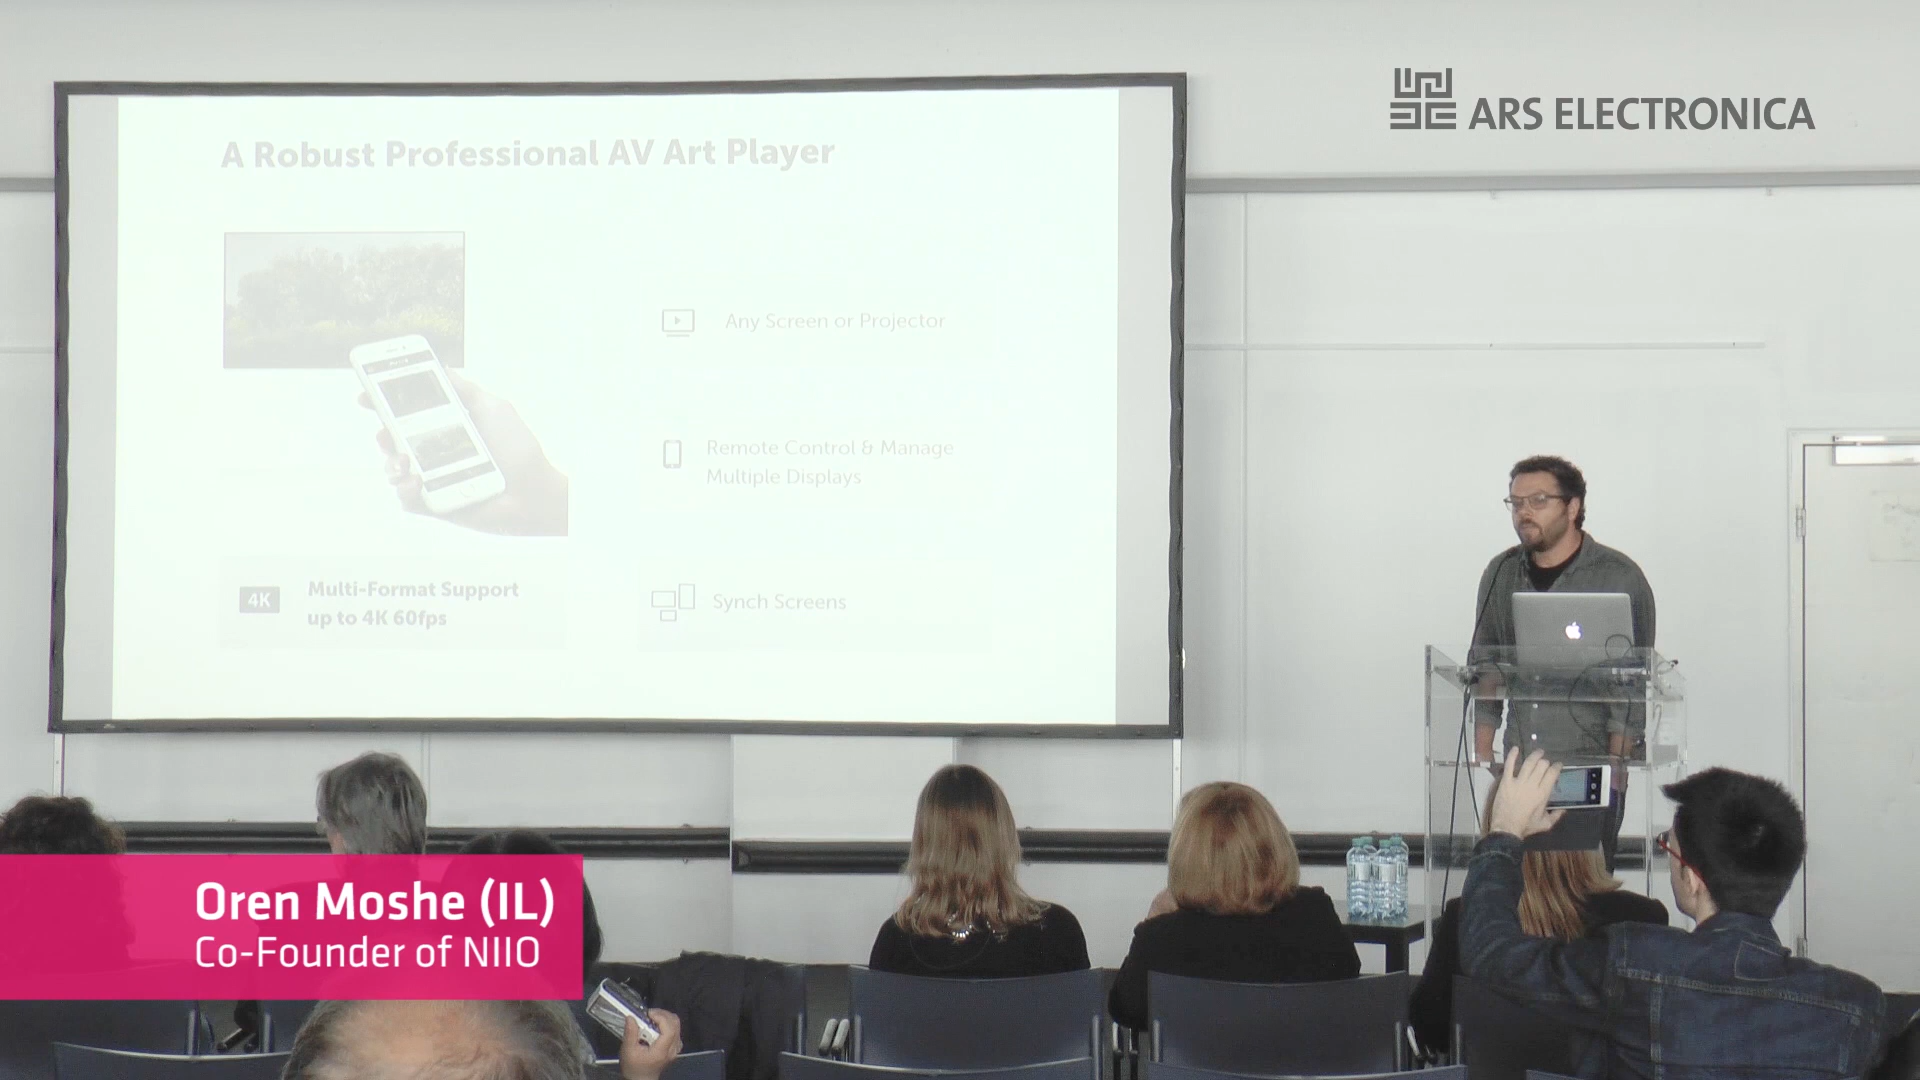 ARS ELECTRONICA
A Robust Professional AV Art Player
Any Screen or Projector
Remote Control & Manage
Multiple Displays
4K
Multi-Format Support
up to 4K 60fps
Synch Screens
Oren Moshe (IL)
Co-Founder of NIIO